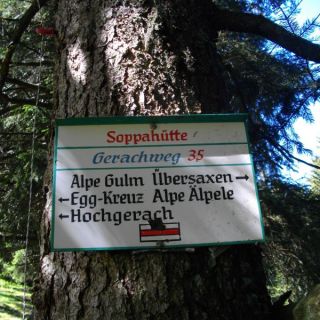 Soppahütte
Gerachweg 35
Alpe Gulm Übersaxen→
←Egg-Kreuz Alpe Älpele
←Hochgerach